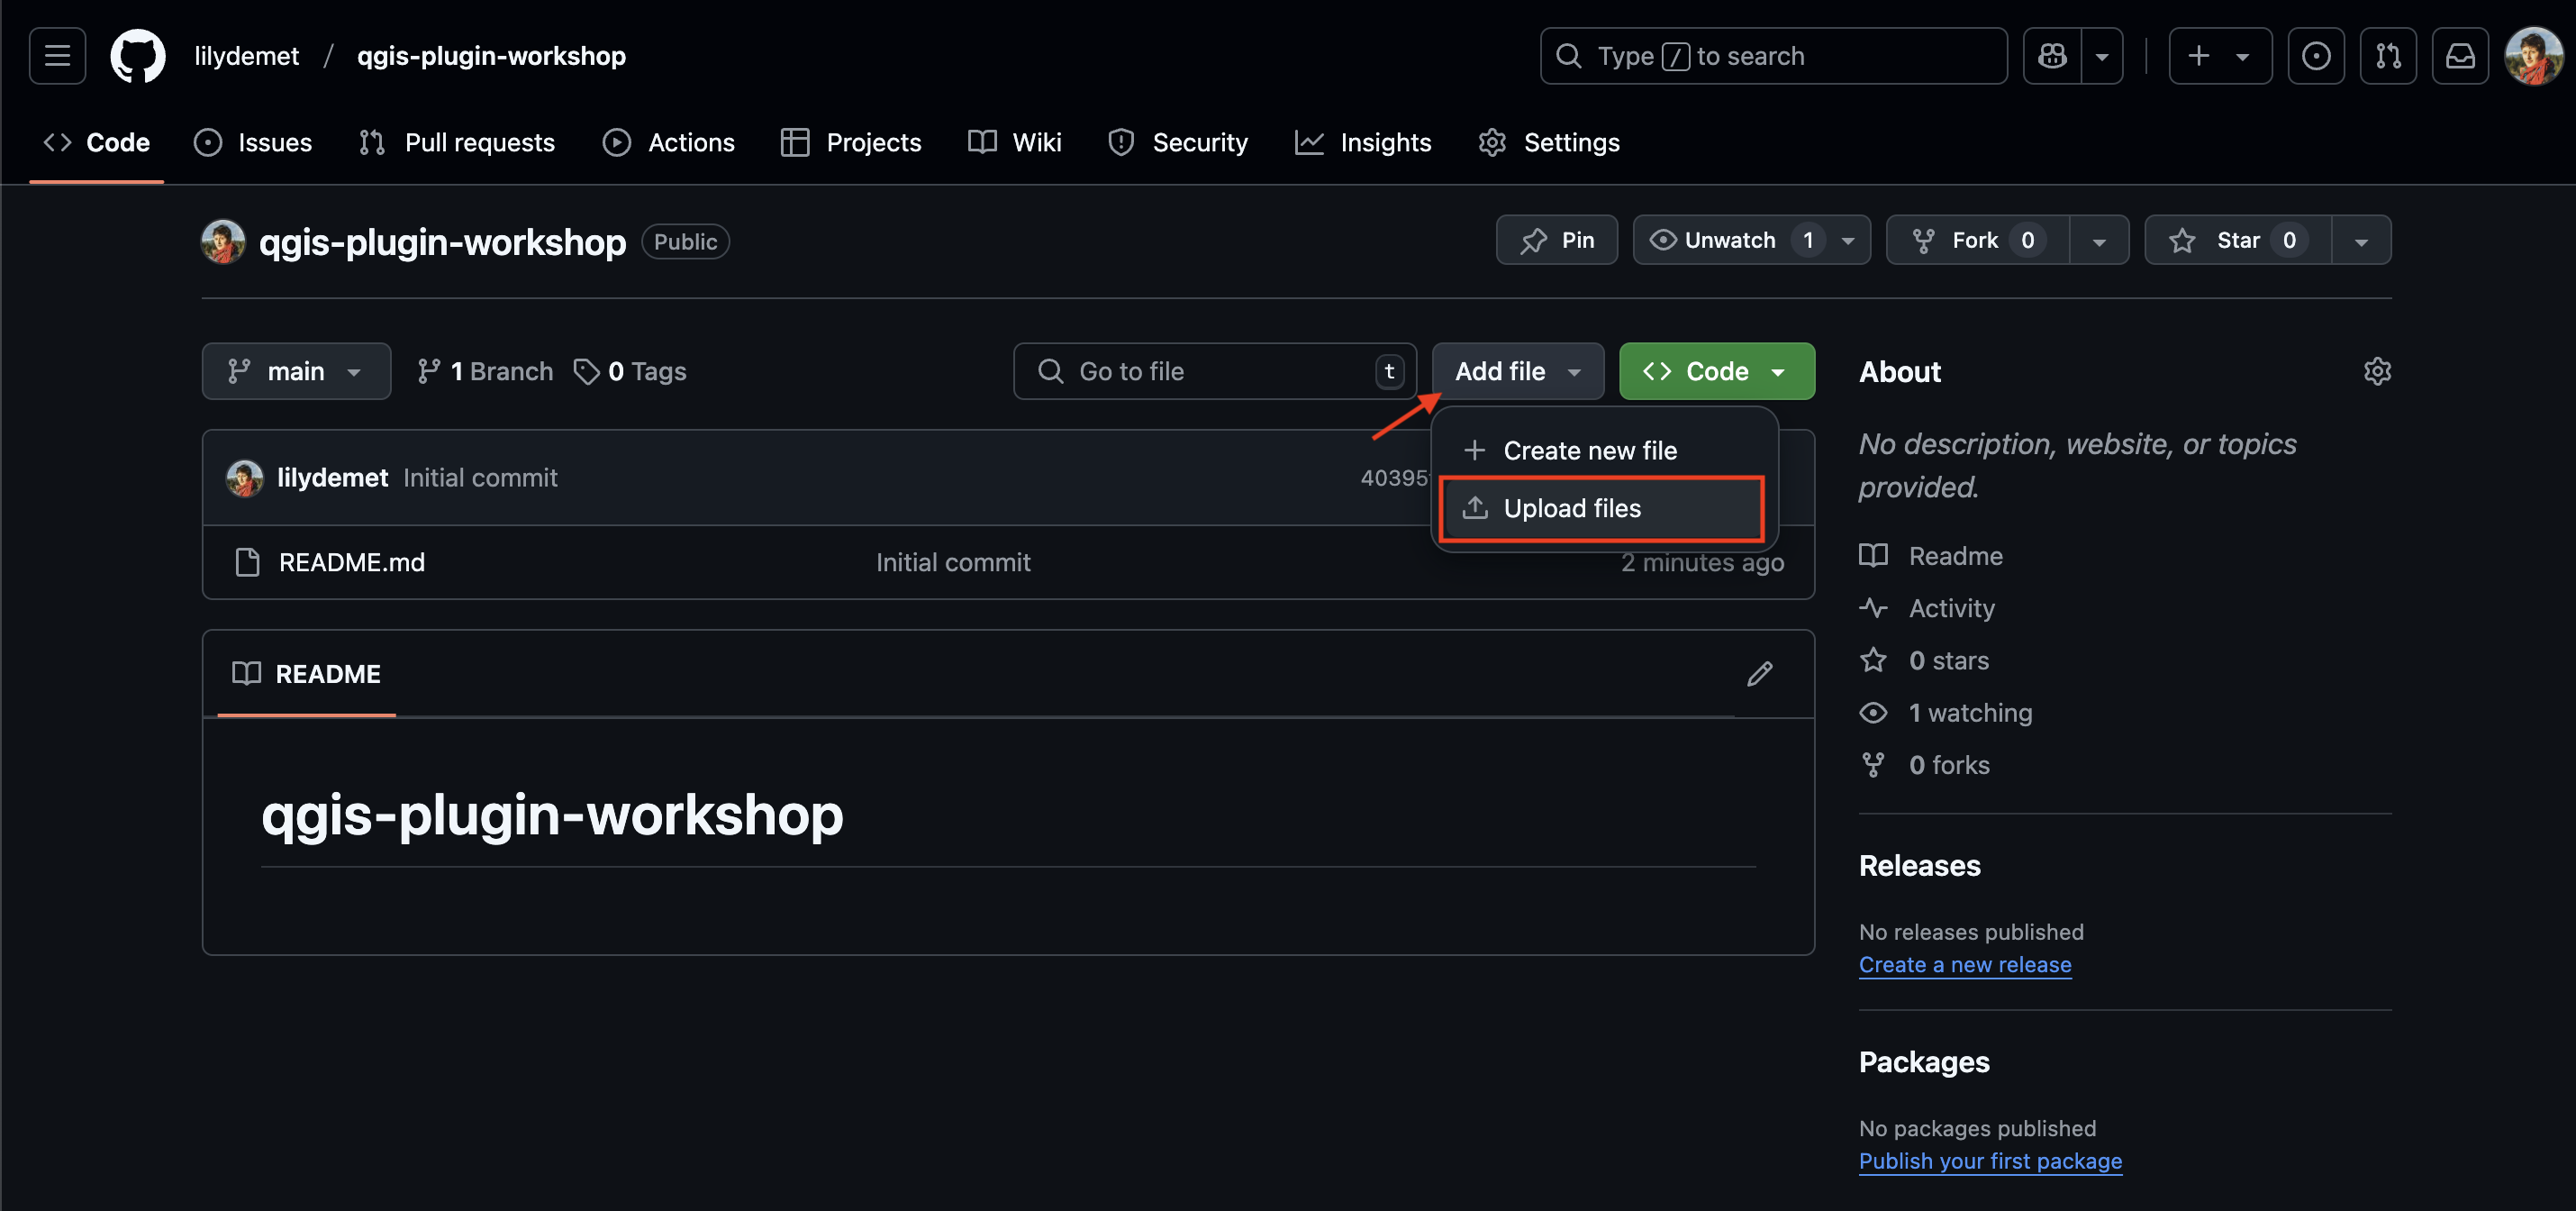 lilydemet / qgis-plugin-workshop
Type / to search
Code Issues Pull requests Actions Projects Wiki Security Insights Settings
qgis-plugin-workshop Public
Pin Unwatch 1 Fork 0 Star 0
main 1 Branch 0 Tags Go to file t Add file Code
Create new file
Upload files
lilydemet Initial commit 40395
README.md Initial commit 2 minutes ago
README
qgis-plugin-workshop
About
No description, website, or topics
provided.
Readme
Activity
0 stars
1 watching
0 forks
Releases
No releases published
Create a new release
Packages
No packages published
Publish your first package